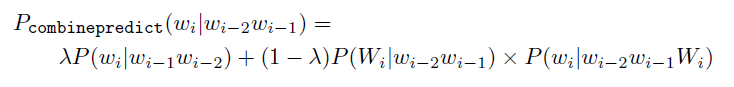 P_combinepredict(w_i|w_{i−2}w_{i−1}) =
λP(w_i|w_{i−1}w_{i−2}) + (1 − λ)P(W_i|w_{i−2}w_{i−1}) × P(w_i|w_{i−2}w_{i−1}W_i)